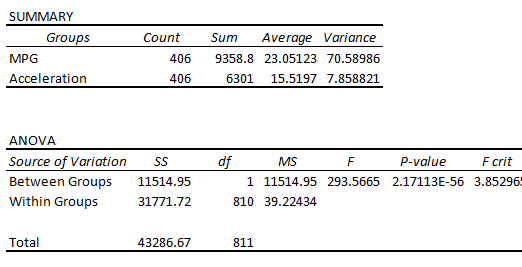 SUMMARY
Groups Count Sum Average Variance
MPG 406 9358.8 23.05123 70.58986
Acceleration 406 6301 15.5197 7.858821
ANOVA
Source of Variation SS df MS F P-value F crit
Between Groups 11514.95 1 11514.95 293.5665 2.17113E-56 3.852965
Within Groups 31771.72 810 39.22434
Total 43286.67 811